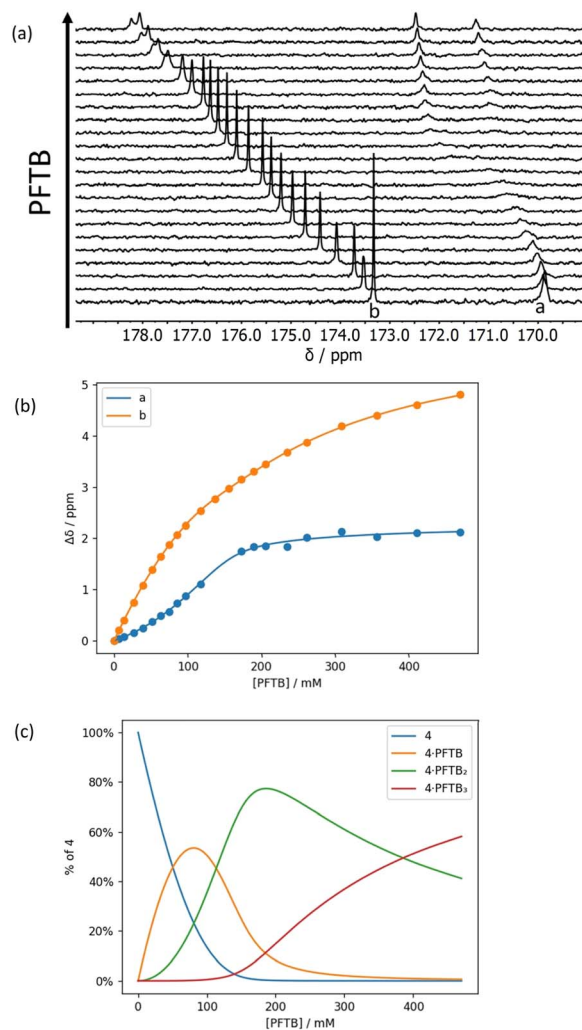 (a)
PFTB
b
a
178.0 177.0 176.0 175.0 174.0 173.0 172.0 171.0 170.0
δ / ppm
(b)
a
b
5
4
3
2
1
0
Δδ / ppm
0 100 200 300 400
[PFTB] / mM
(c)
4
4·PFTB
4·PFTB₂
4·PFTB₃
100%
80%
60%
40%
20%
0%
% of 4
0 100 200 300 400
[PFTB] / mM